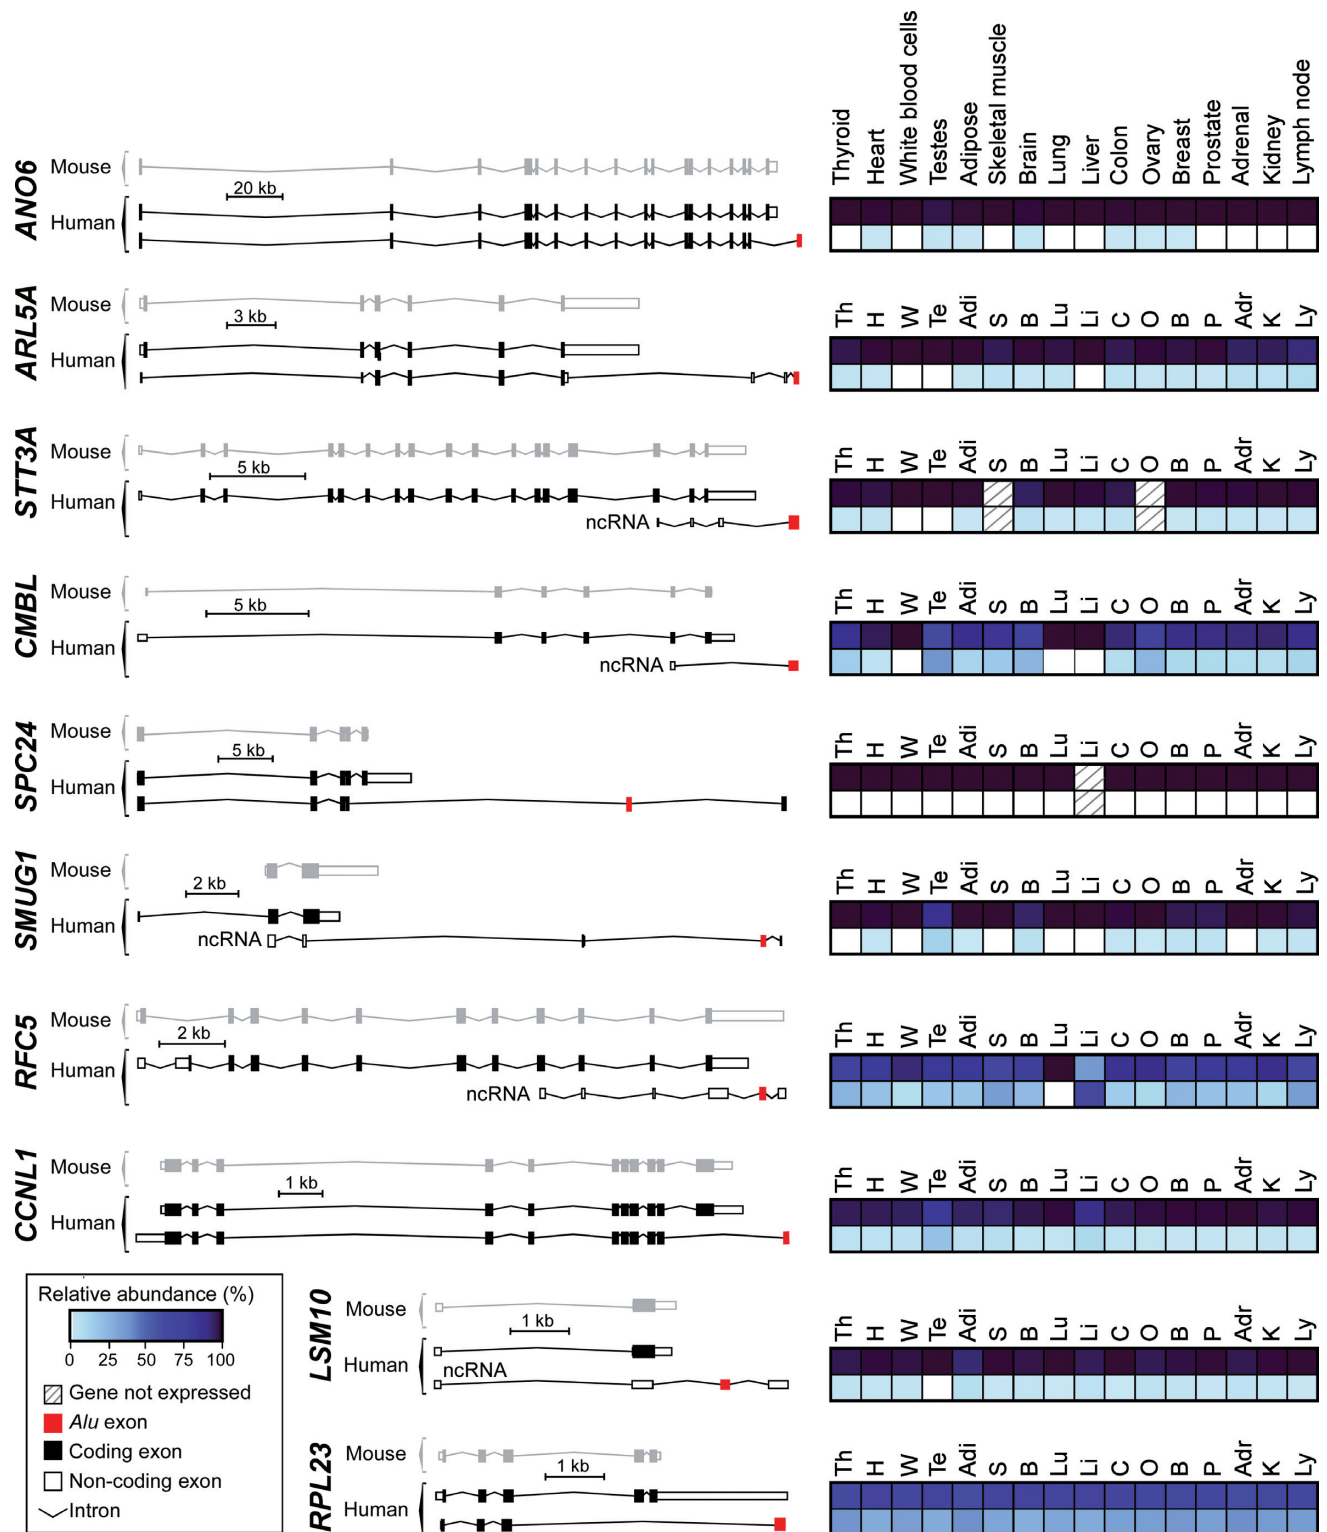 Thyroid
Heart
White blood cells
Testes
Adipose
Skeletal muscle
Brain
Lung
Liver
Colon
Ovary
Breast
Prostate
Adrenal
Kidney
Lymph node
ANO6
Mouse
20 kb
Human
ARL5A
Mouse
3 kb
Human
Th H W Te Adi S B Lu Li C O B P Adr K Ly
STT3A
Mouse
5 kb
Human
ncRNA
Th H W Te Adi S B Lu Li C O B P Adr K Ly
CMBL
Mouse
5 kb
Human
ncRNA
Th H W Te Adi S B Lu Li C O B P Adr K Ly
SPC24
Mouse
5 kb
Human
Th H W Te Adi S B Lu Li C O B P Adr K Ly
SMUG1
Mouse
2 kb
Human
ncRNA
Th H W Te Adi S B Lu Li C O B P Adr K Ly
RFC5
Mouse
2 kb
Human
ncRNA
Th H W Te Adi S B Lu Li C O B P Adr K Ly
CCNL1
Mouse
1 kb
Human
Th H W Te Adi S B Lu Li C O B P Adr K Ly
LSM10
Mouse
1 kb
Human
ncRNA
Th H W Te Adi S B Lu Li C O B P Adr K Ly
RPL23
Mouse
1 kb
Human
Th H W Te Adi S B Lu Li C O B P Adr K Ly
Relative abundance (%)
0 25 50 75 100
Gene not expressed
Alu exon
Coding exon
Non-coding exon
Intron